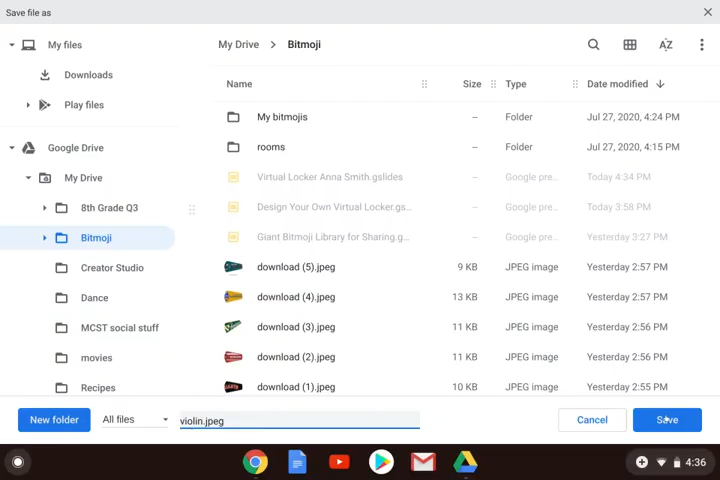 Save file as
My files
Downloads
Play files
Google Drive
My Drive
8th Grade Q3
Bitmoji
Creator Studio
Dance
MCST social stuff
movies
Recipes
My Drive > Bitmoji
AZ
Name Size Type Date modified
My bitmojis -- Folder Jul 27, 2020, 4:24 PM
rooms -- Folder Jul 27, 2020, 4:15 PM
Virtual Locker Anna Smith.gslides -- Google pre... Today 4:34 PM
Design Your Own Virtual Locker.gs... -- Google pre... Today 3:58 PM
Giant Bitmoji Library for Sharing.g... -- Google pre... Yesterday 3:27 PM
download (5).jpeg 9 KB JPEG image Yesterday 2:57 PM
download (4).jpeg 13 KB JPEG image Yesterday 2:57 PM
download (3).jpeg 11 KB JPEG image Yesterday 2:56 PM
download (2).jpeg 11 KB JPEG image Yesterday 2:56 PM
download (1).jpeg 10 KB JPEG image Yesterday 2:55 PM
New folder All files violin.jpeg Cancel Save
4:36